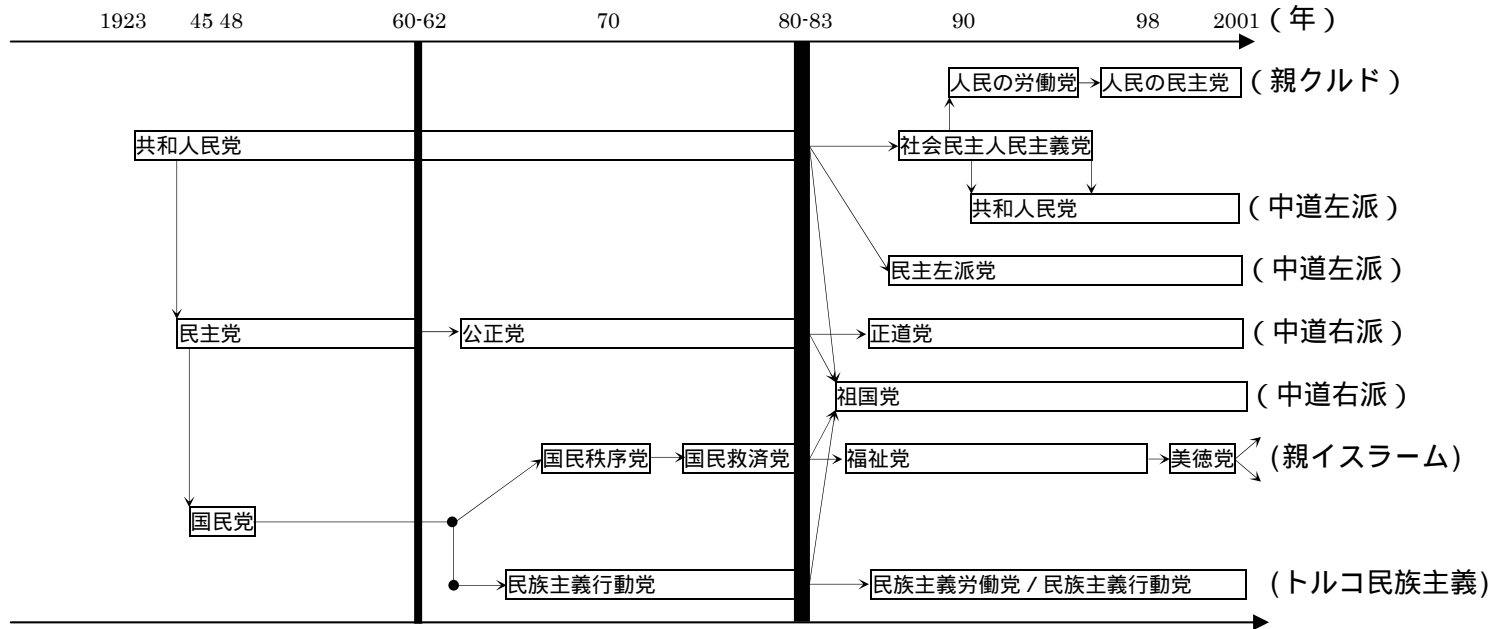 1923 45 48 60-62 70 80-83 90 98 2001 (年)
人民の労働党 人民の民主党 (親クルド)
共和人民党 社会民主人民主義党
共和人民党 (中道左派)
民主左派党 (中道左派)
民主党 公正党 正道党 (中道右派)
祖国党 (中道右派)
国民秩序党 国民救済党 福祉党 美徳党 (親イスラーム)
国民党
民族主義行動党 民族主義労働党 / 民族主義行動党 (トルコ民族主義)